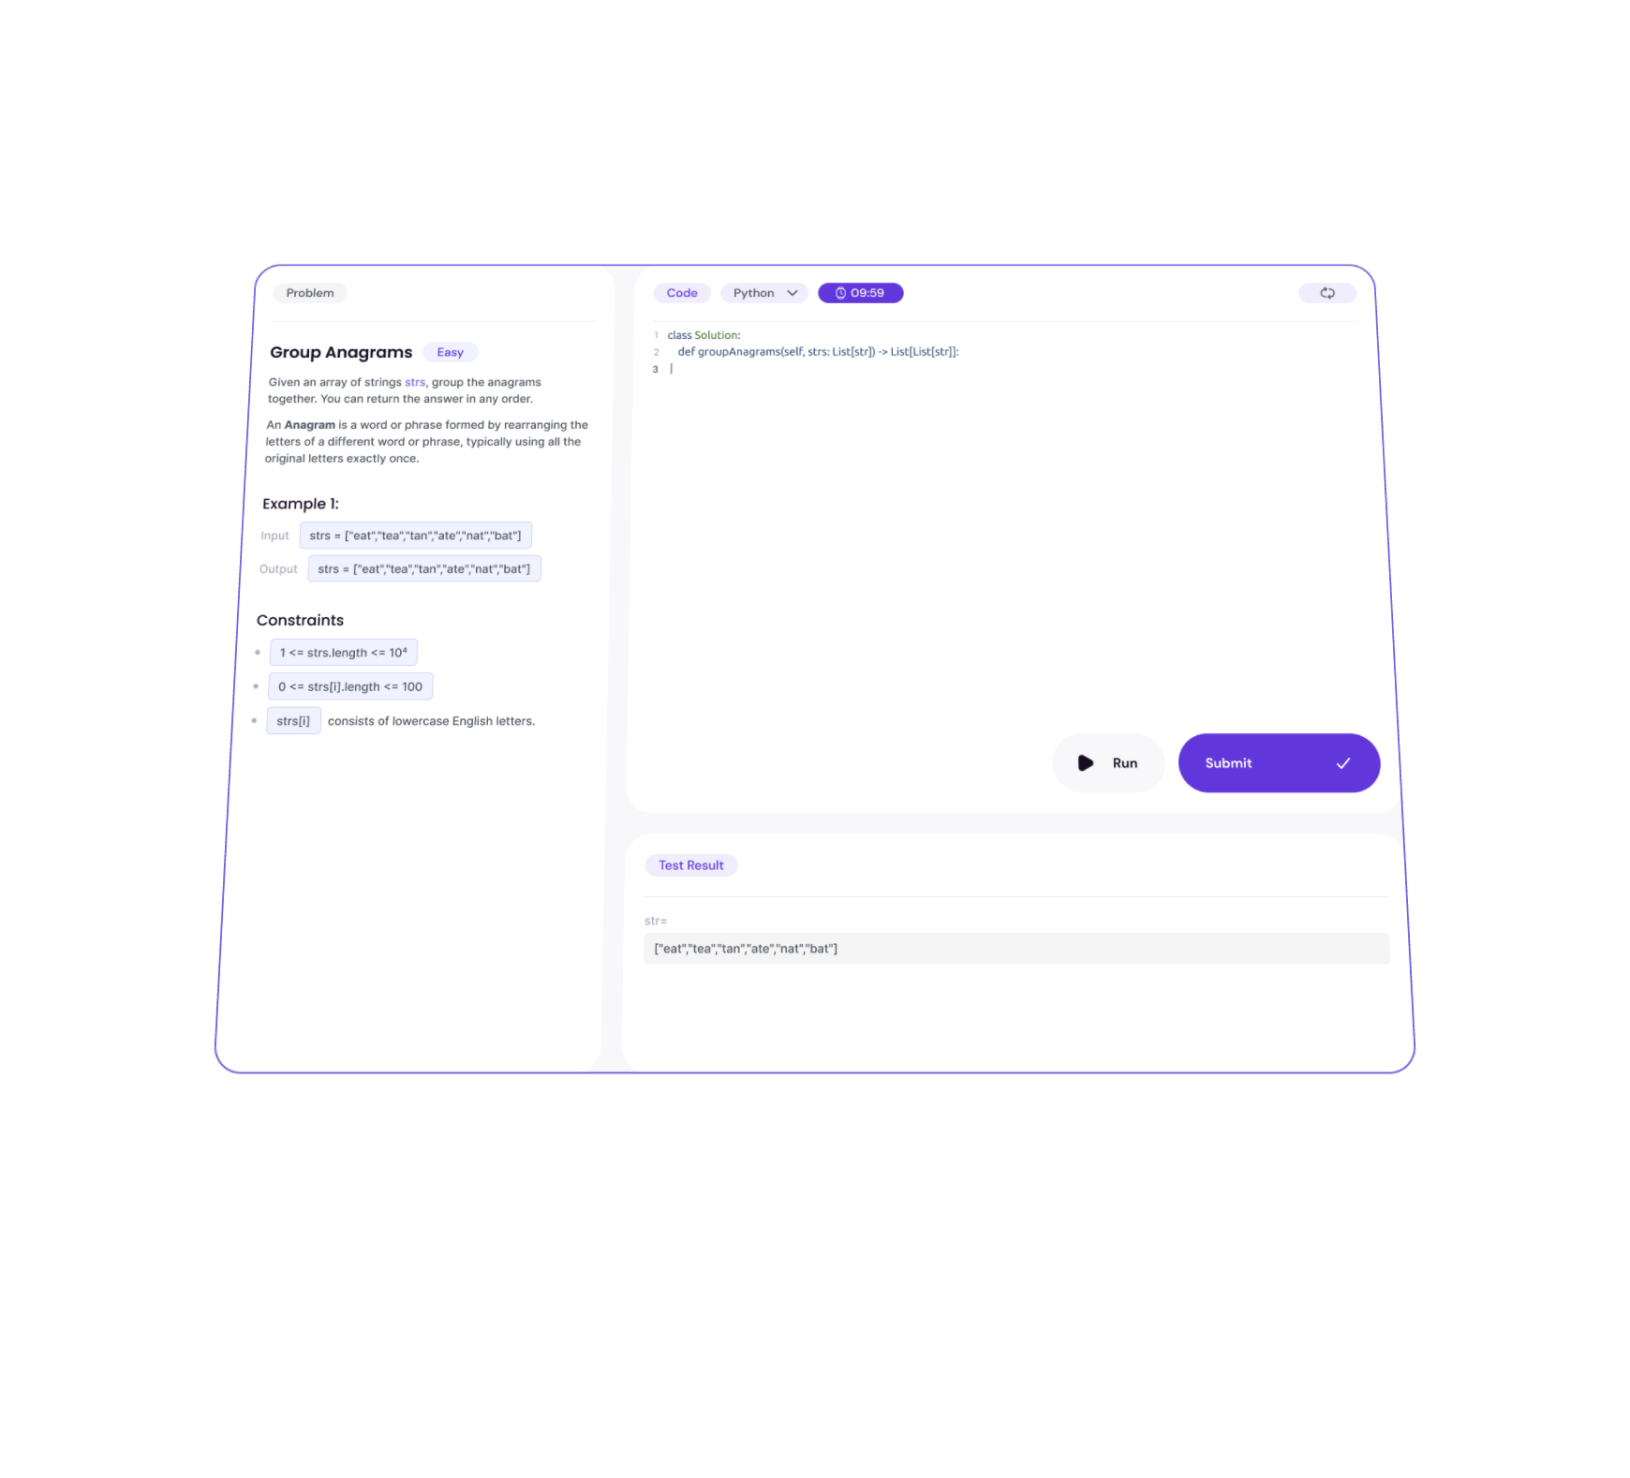 Problem
Group Anagrams Easy
Given an array of strings strs, group the anagrams
together. You can return the answer in any order.
An Anagram is a word or phrase formed by rearranging the
letters of a different word or phrase, typically using all the
original letters exactly once.
Example 1:
Input strs = ["eat","tea","tan","ate","nat","bat"]
Output strs = ["eat","tea","tan","ate","nat","bat"]
Constraints
1 <= strs.length <= 10⁴
0 <= strs[i].length <= 100
strs[i] consists of lowercase English letters.
Code Python 09:59
1 class Solution:
2 def groupAnagrams(self, strs: List[str]) -> List[List[str]]:
3
Run Submit
Test Result
str=
["eat","tea","tan","ate","nat","bat"]